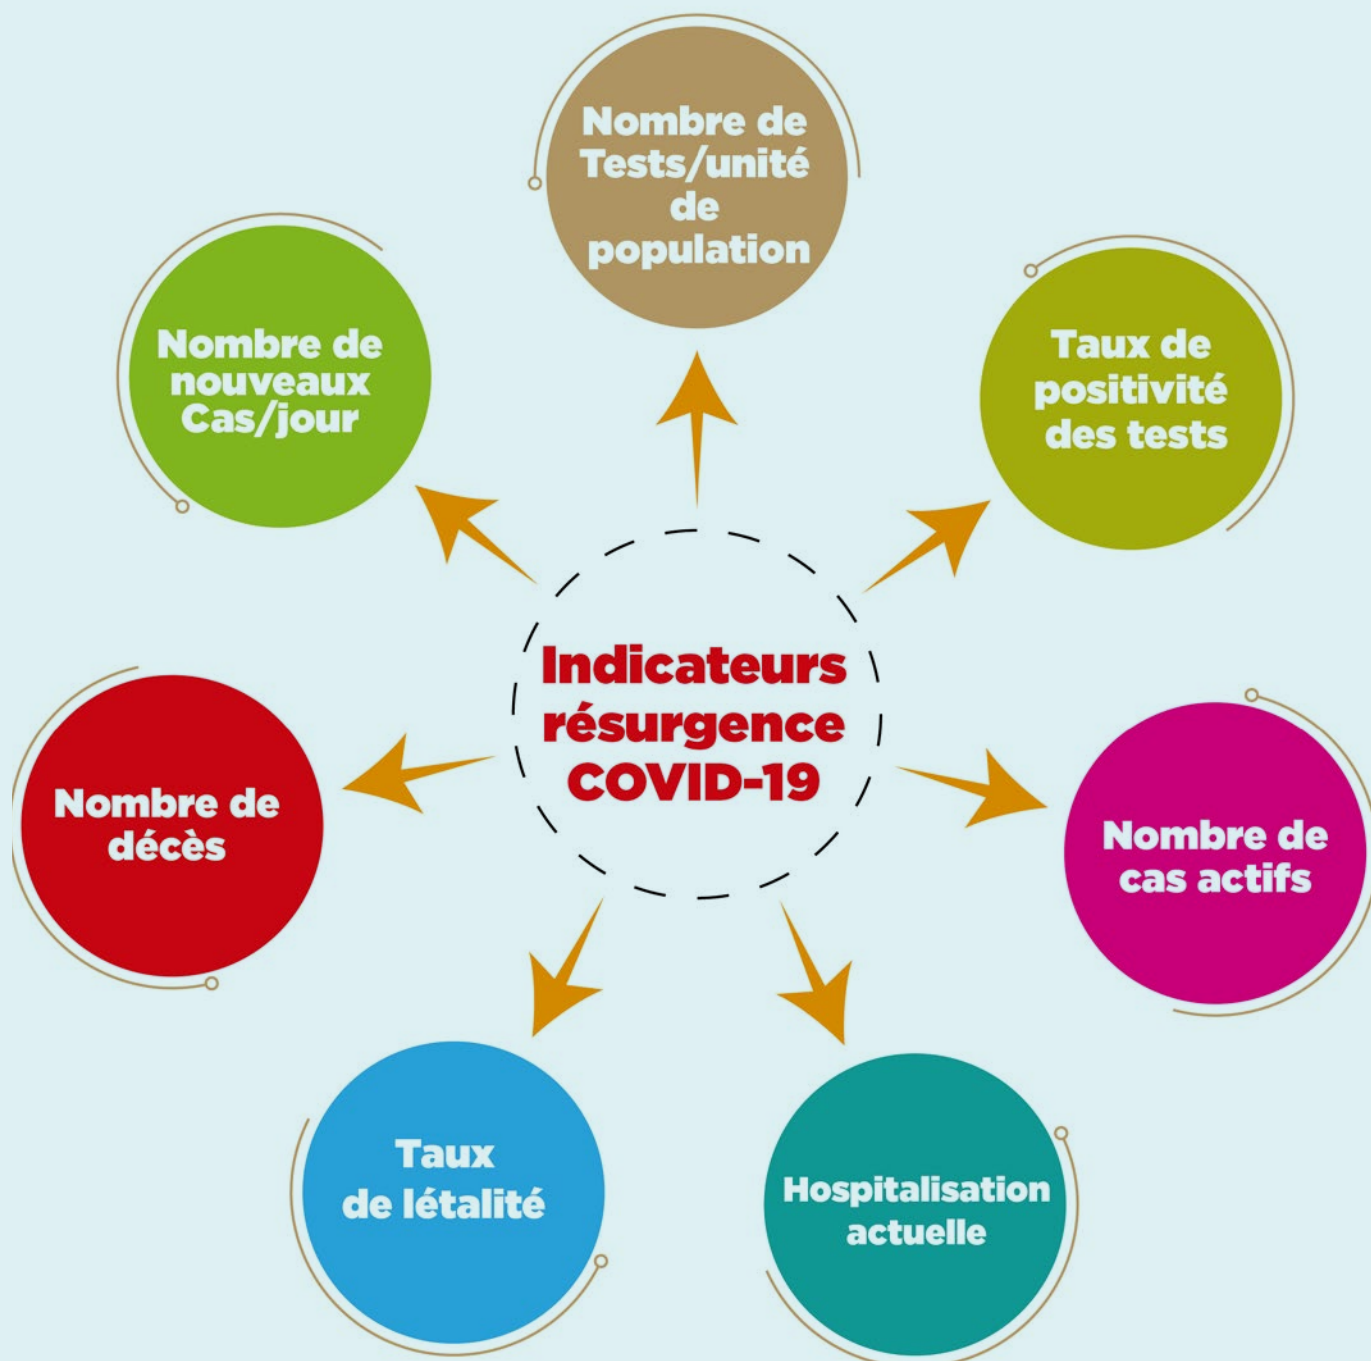 Nombre de
Tests/unité
de
population
Nombre de
nouveaux
Cas/jour
Taux de
positivité
des tests
Indicateurs
résurgence
COVID-19
Nombre de
décès
Nombre de
cas actifs
Taux
de létalité
Hospitalisation
actuelle